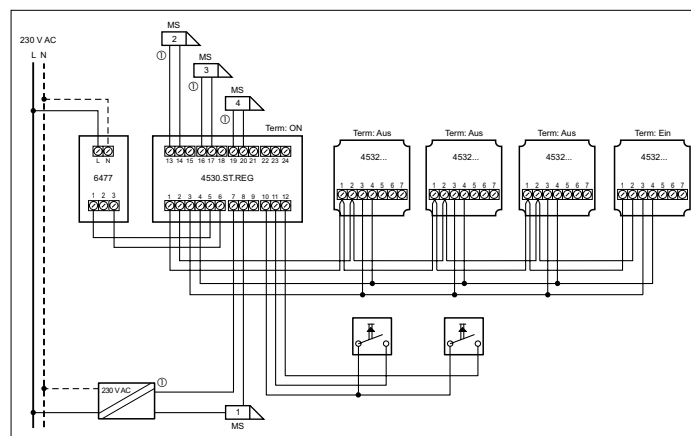 230 V AC
L N
MS
2
①
MS
3
①
MS
4
①
Term: ON
Term: Aus
Term: Aus
Term: Aus
Term: Ein
L N
6477
1 2 3
13 14 15 16 17 18 19 20 21 22 23 24
4530.ST.REG
1 2 3 4 5 6 7 8 9 10 11 12
4532...
1 2 3 4 5 6 7
4532...
1 2 3 4 5 6 7
4532...
1 2 3 4 5 6 7
4532...
1 2 3 4 5 6 7
230 V AC
①
1
MS